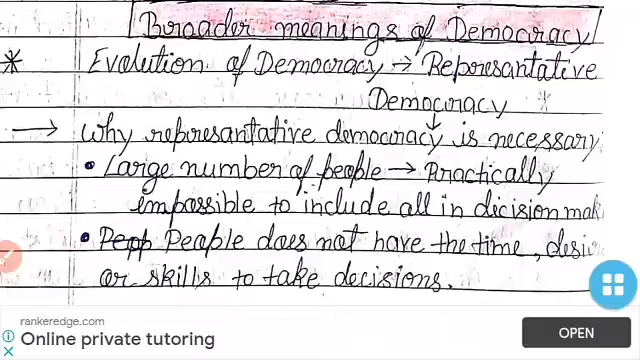 Broader meanings of Democracy
* Evolution of Democracy → Represantative
Democracy *
→ Why represantative democracy is necessary
• Large number of people → Practically
impossible to include all in decision mak
• People does not have the time, desi
or skills to take decisions.
rankeredge.com
Online private tutoring
OPEN